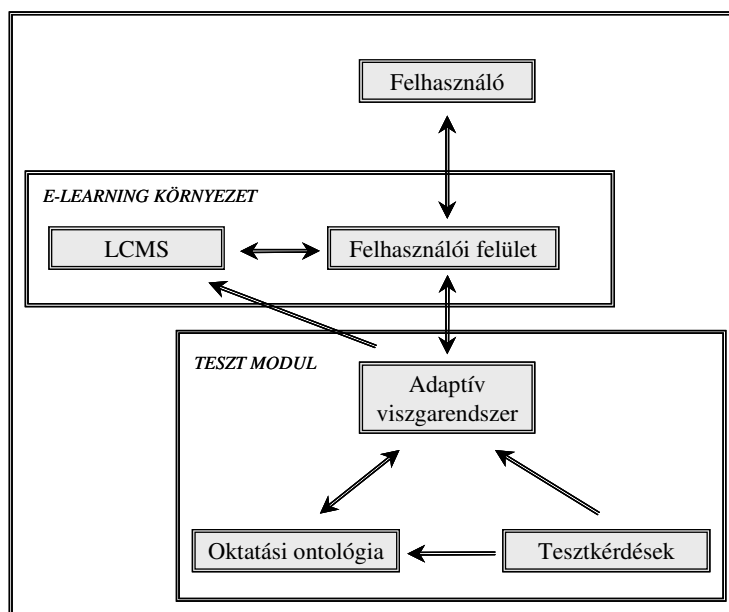 Felhasználó
E-LEARNING KÖRNYEZET
LCMS
Felhasználói felület
TESZT MODUL
Adaptív
viszgarendszer
Oktatási ontológia
Tesztkérdések